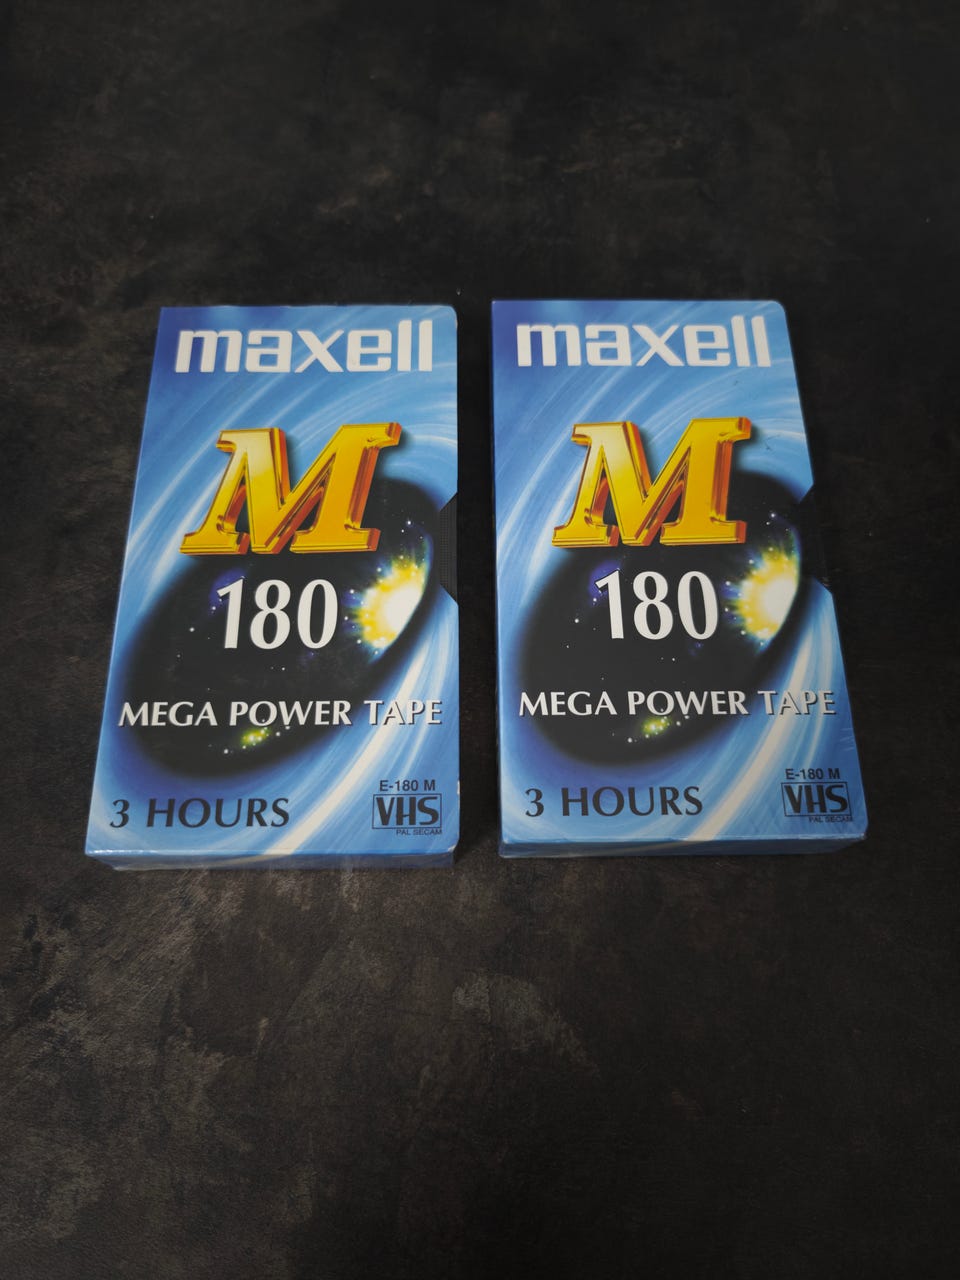 maxell
M
180
MEGA POWER TAPE
3 HOURS
E-180 M
VHS
PAL SECAM
maxell
M
180
MEGA POWER TAPE
3 HOURS
E-180 M
VHS
PAL SECAM